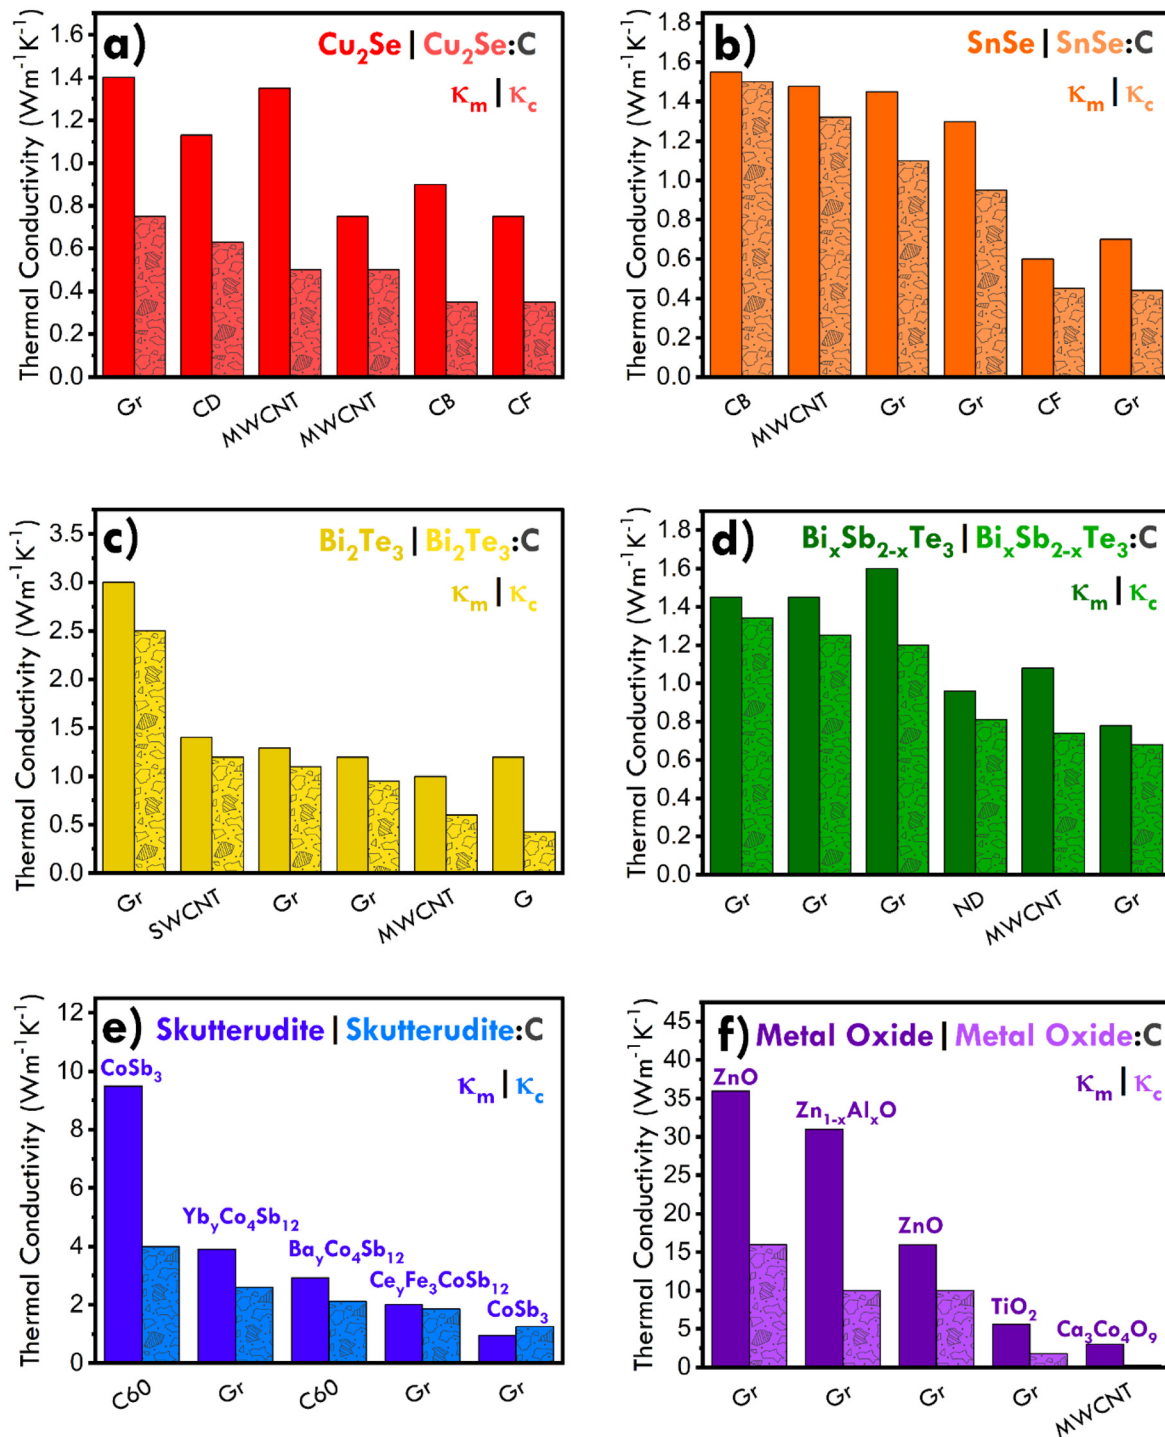 a)
Cu₂Se | Cu₂Se:C
κₘ | κ꜀
Thermal Conductivity (Wm⁻¹K⁻¹)
1.6
1.4
1.2
1.0
0.8
0.6
0.4
0.2
0.0
Gr CD MWCNT MWCNT CB CF
b)
SnSe | SnSe:C
κₘ | κ꜀
Thermal Conductivity (Wm⁻¹K⁻¹)
1.8
1.6
1.4
1.2
1.0
0.8
0.6
0.4
0.2
0.0
CB MWCNT Gr Gr CF Gr
c)
Bi₂Te₃ | Bi₂Te₃:C
κₘ | κ꜀
Thermal Conductivity (Wm⁻¹K⁻¹)
3.5
3.0
2.5
2.0
1.5
1.0
0.5
0.0
Gr SWCNT Gr Gr MWCNT G
d)
BiₓSb₂₋ₓTe₃ | BiₓSb₂₋ₓTe₃:C
κₘ | κ꜀
Thermal Conductivity (Wm⁻¹K⁻¹)
1.8
1.6
1.4
1.2
1.0
0.8
0.6
0.4
0.2
0.0
Gr Gr Gr ND MWCNT Gr
e)
Skutterudite | Skutterudite:C
κₘ | κ꜀
Thermal Conductivity (Wm⁻¹K⁻¹)
12
10
8
6
4
2
0
CoSb₃
YbᵧCo₄Sb₁₂
BaᵧCo₄Sb₁₂
CeᵧFe₃CoSb₁₂
CoSb₃
C60 Gr C60 Gr Gr
f)
Metal Oxide | Metal Oxide:C
κₘ | κ꜀
Thermal Conductivity (Wm⁻¹K⁻¹)
45
40
35
30
25
20
15
10
5
0
ZnO
Zn₁₋ₓAlₓO
ZnO
TiO₂
Ca₃Co₄O₉
Gr Gr Gr Gr MWCNT